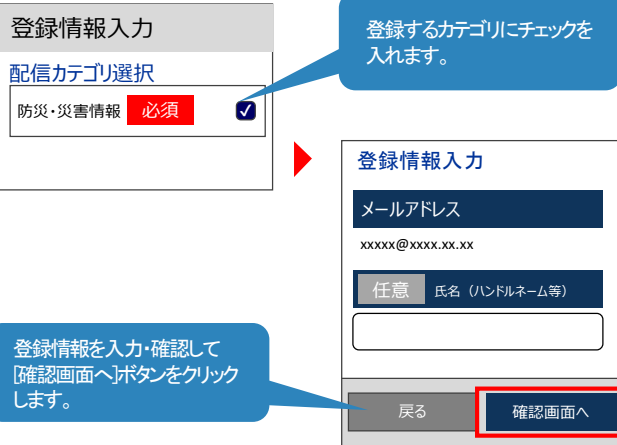 登録情報入力
配信カテゴリ選択
防災・災害情報 必須
登録するカテゴリにチェックを
入れます。
登録情報入力
メールアドレス
xxxxx@xxxx.xx.xx
任意 氏名（ハンドルネーム等）
登録情報を入力・確認して
[確認画面へ]ボタンをクリック
します。
戻る 確認画面へ